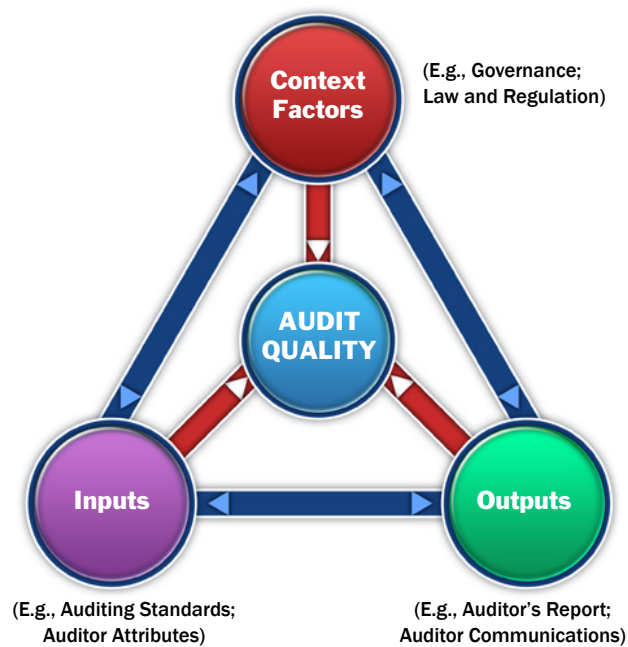 Context
Factors
(E.g., Governance;
Law and Regulation)
AUDIT
QUALITY
Inputs
Outputs
(E.g., Auditing Standards;
Auditor Attributes)
(E.g., Auditor's Report;
Auditor Communications)